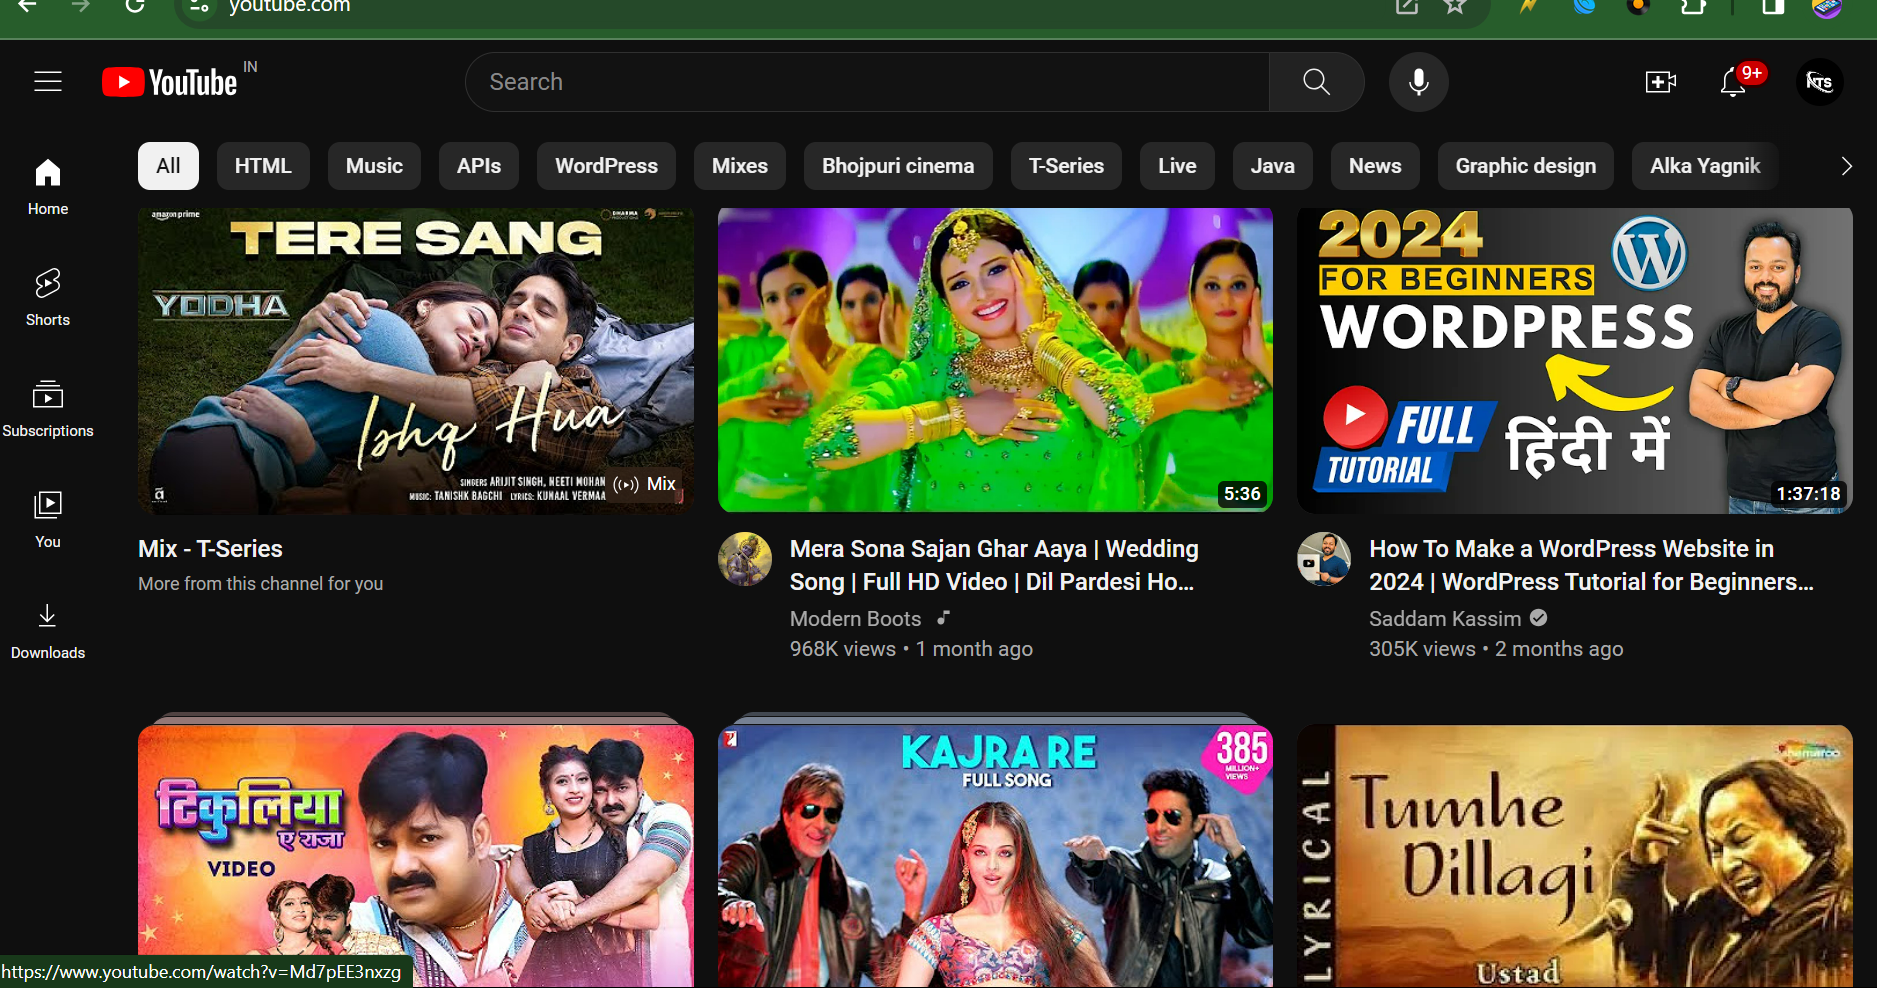 youtube.com
YouTube IN
Search
9+
NTS
All HTML Music APIs WordPress Mixes Bhojpuri cinema T-Series Live Java News Graphic design Alka Yagnik
Home
Shorts
Subscriptions
You
Downloads
amazon prime
DHARMA
TERE SANG
YODHA
Ishq Hua
SINGERS ARIJIT SINGH, NEETI MOHAN
MUSIC: TANISHK BAGCHI LYRICS: KUNAAL VERMAA
Mix
Mix - T-Series
More from this channel for you
5:36
Mera Sona Sajan Ghar Aaya | Wedding
Song | Full HD Video | Dil Pardesi Ho...
Modern Boots
968K views • 1 month ago
2024
FOR BEGINNERS
WORDPRESS
FULL
TUTORIAL
हिंदी में
1:37:18
How To Make a WordPress Website in
2024 | WordPress Tutorial for Beginners...
Saddam Kassim
305K views • 2 months ago
टिकुलिया
ए राजा
VIDEO
KAJRA RE
FULL SONG
385
MILLION+
VIEWS
LYRICAL
Tumhe
Dillagi
Ustad
shemaroo
https://www.youtube.com/watch?v=Md7pEE3nxzg